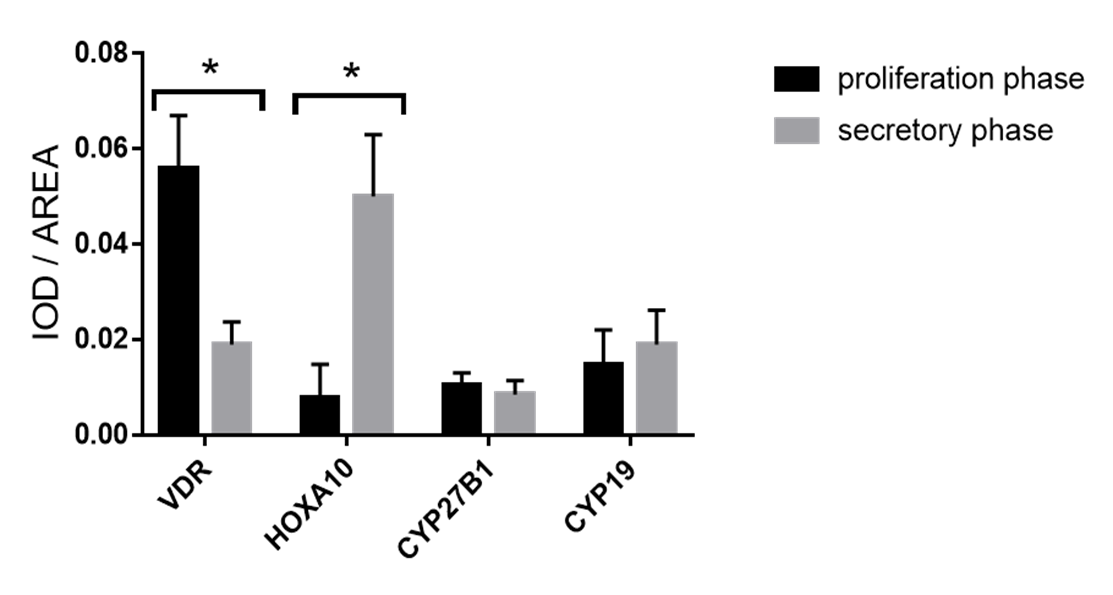 0.08
0.06
0.04
0.02
0.00
IOD / AREA
*
*
VDR
HOXA10
CYP27B1
CYP19
proliferation phase
secretory phase